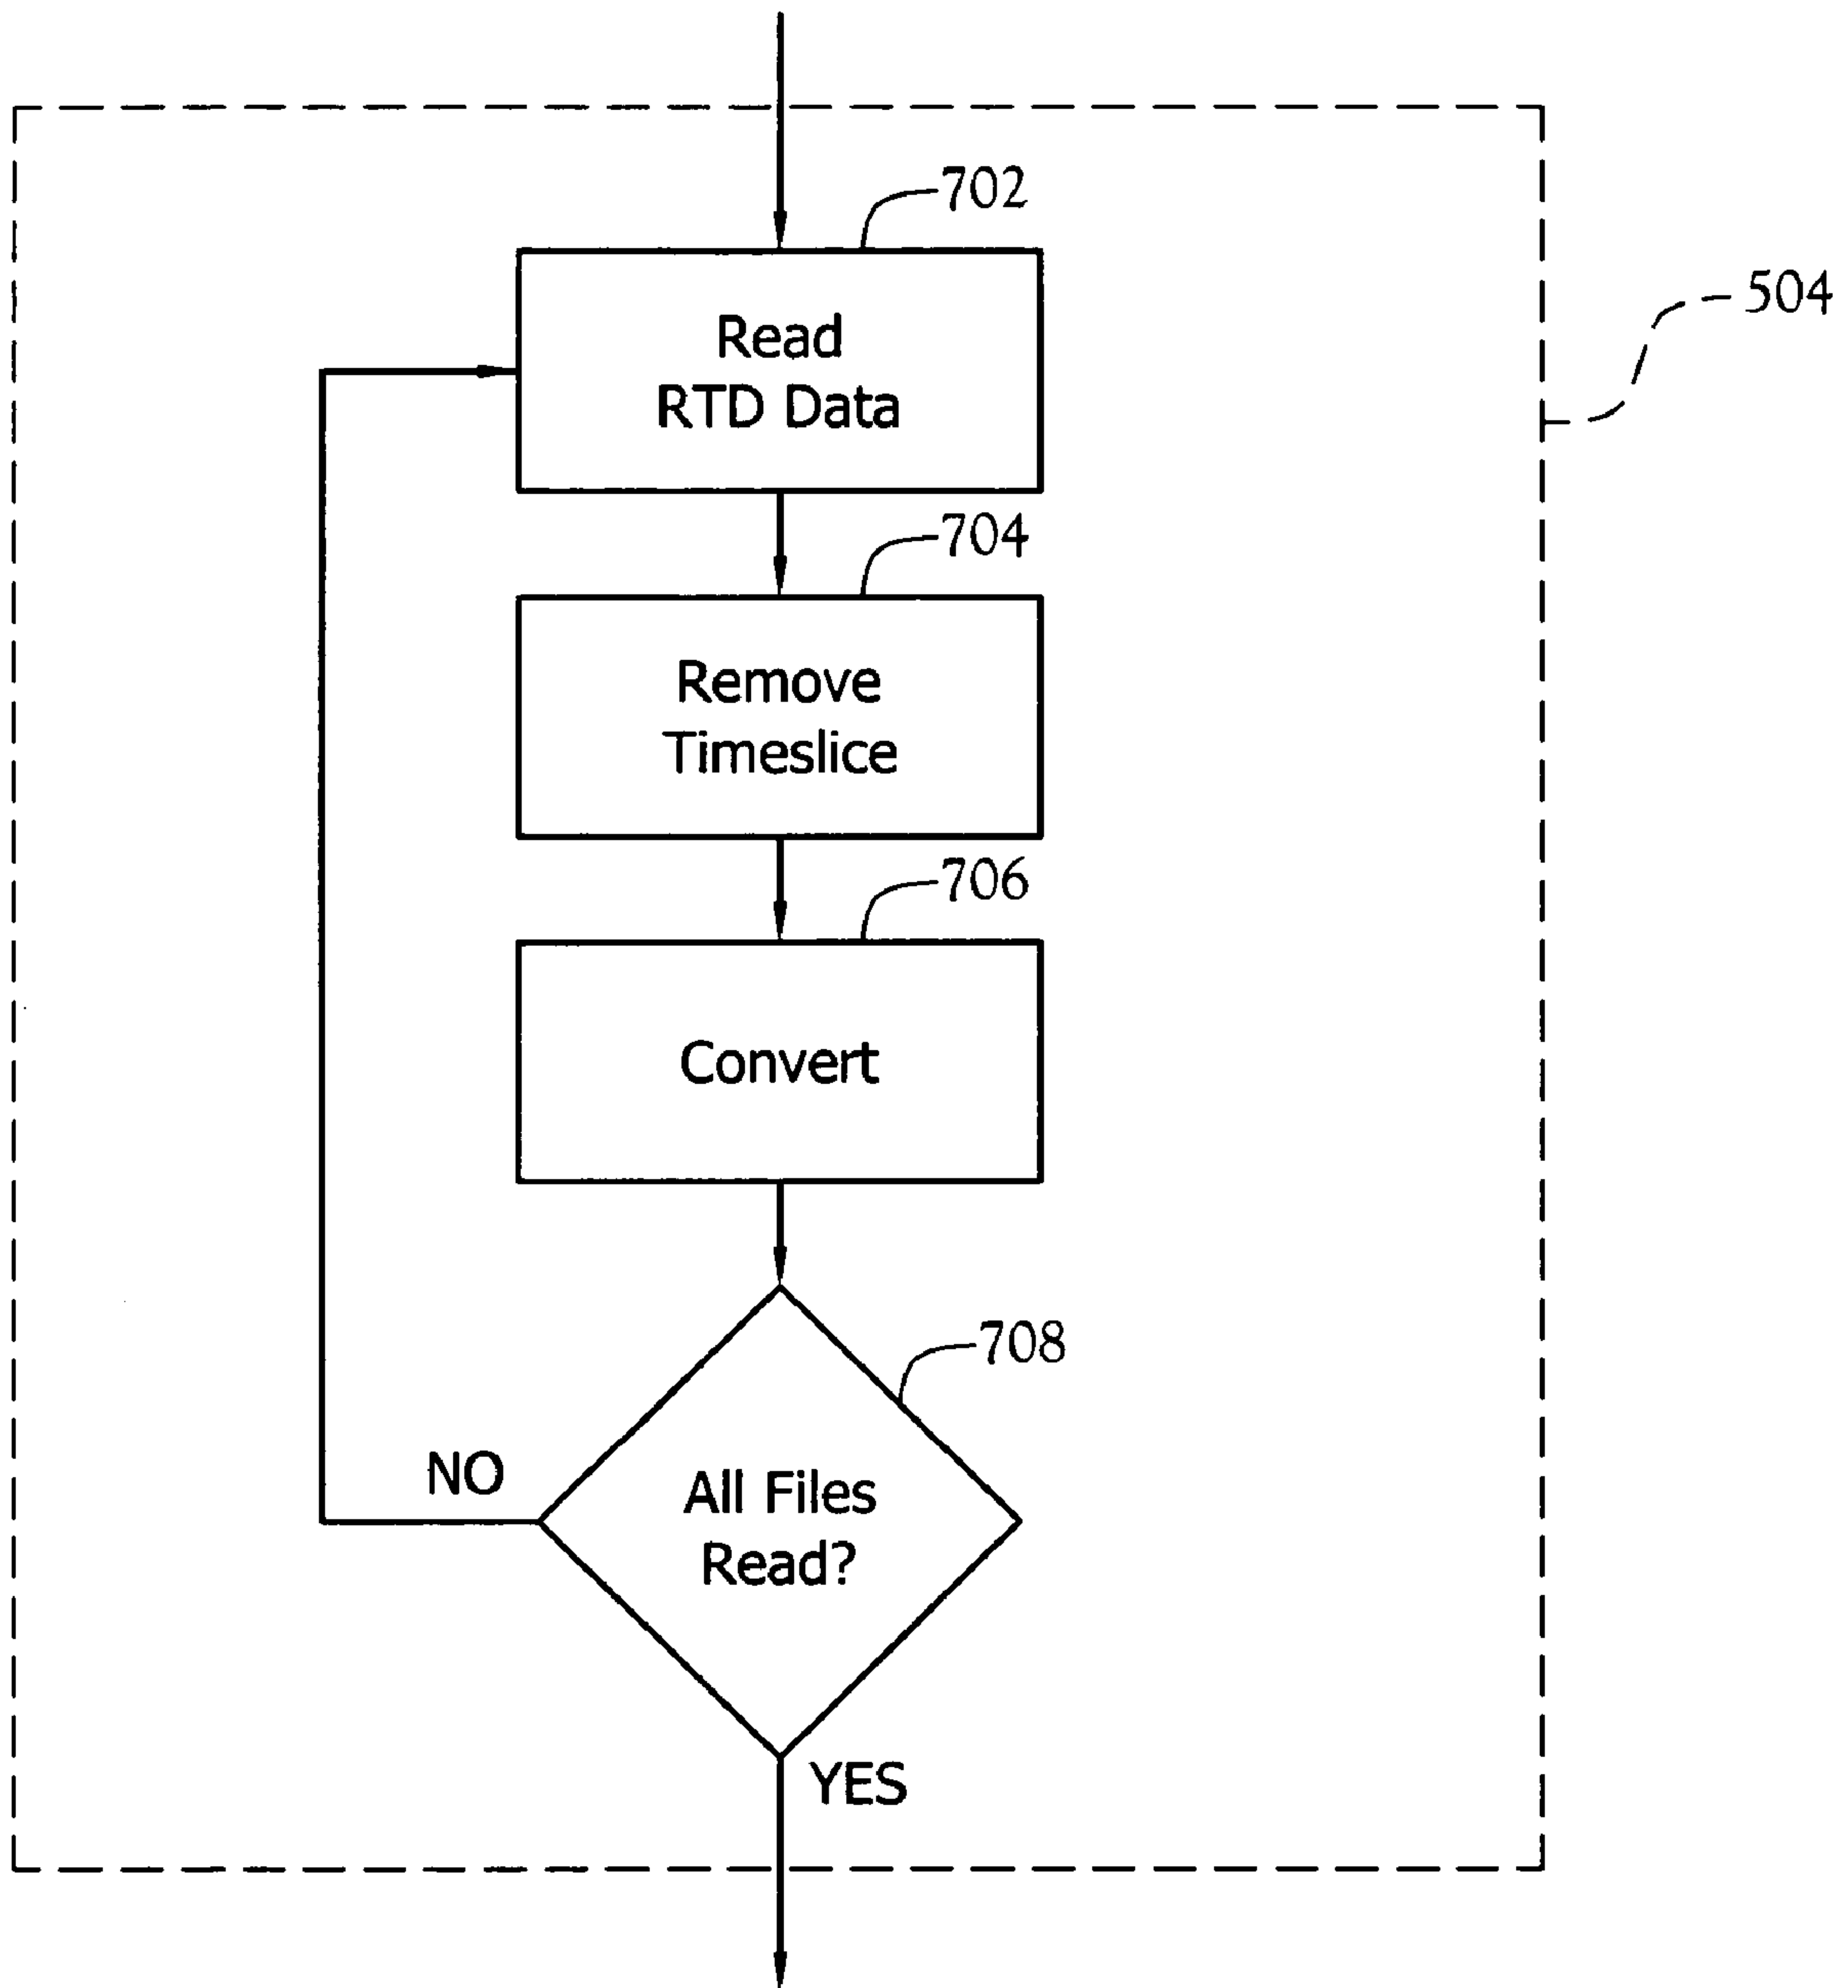 702
504
Read
RTD Data
704
Remove
Timeslice
706
Convert
708
NO
All Files
Read?
YES